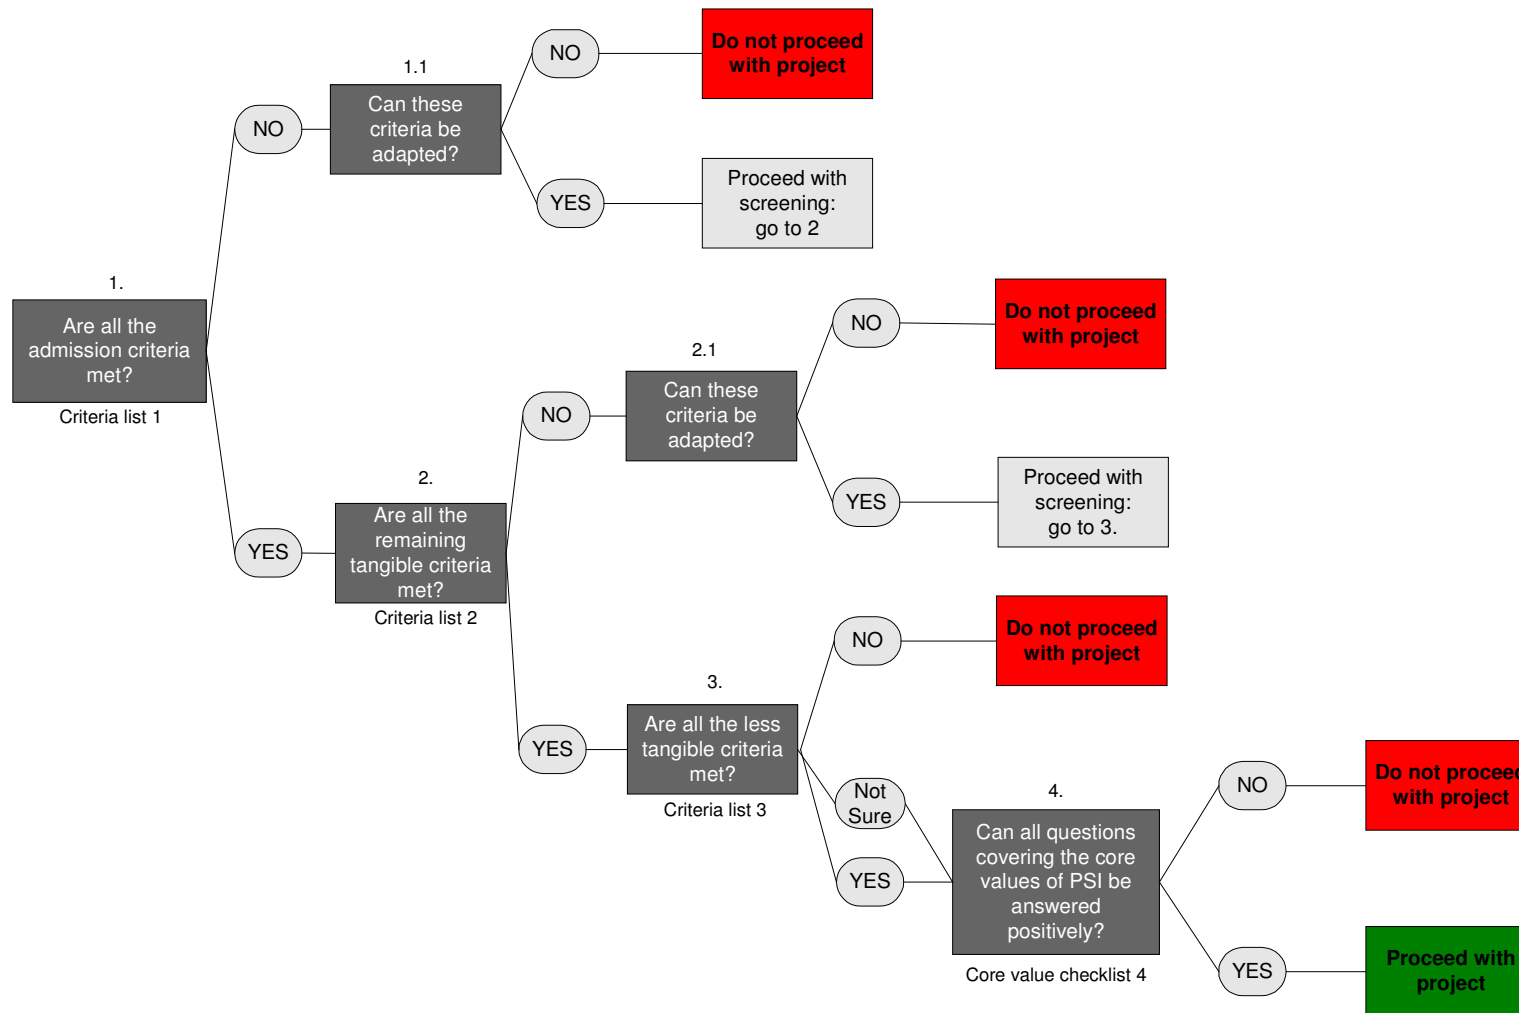 NO
Do not proceed
with project
1.1
Can these
criteria be
adapted?
NO
YES
Proceed with
screening:
go to 2
1.
Are all the
admission criteria
met?
Criteria list 1
NO
Do not proceed
with project
2.1
Can these
criteria be
adapted?
NO
YES
Proceed with
screening:
go to 3.
2.
Are all the
remaining
tangible criteria
met?
Criteria list 2
YES
NO
Do not proceed
with project
3.
Are all the less
tangible criteria
met?
Criteria list 3
YES
Not
Sure
YES
4.
Can all questions
covering the core
values of PSI be
answered
positively?
Core value checklist 4
NO
Do not proceed
with project
YES
Proceed with
project